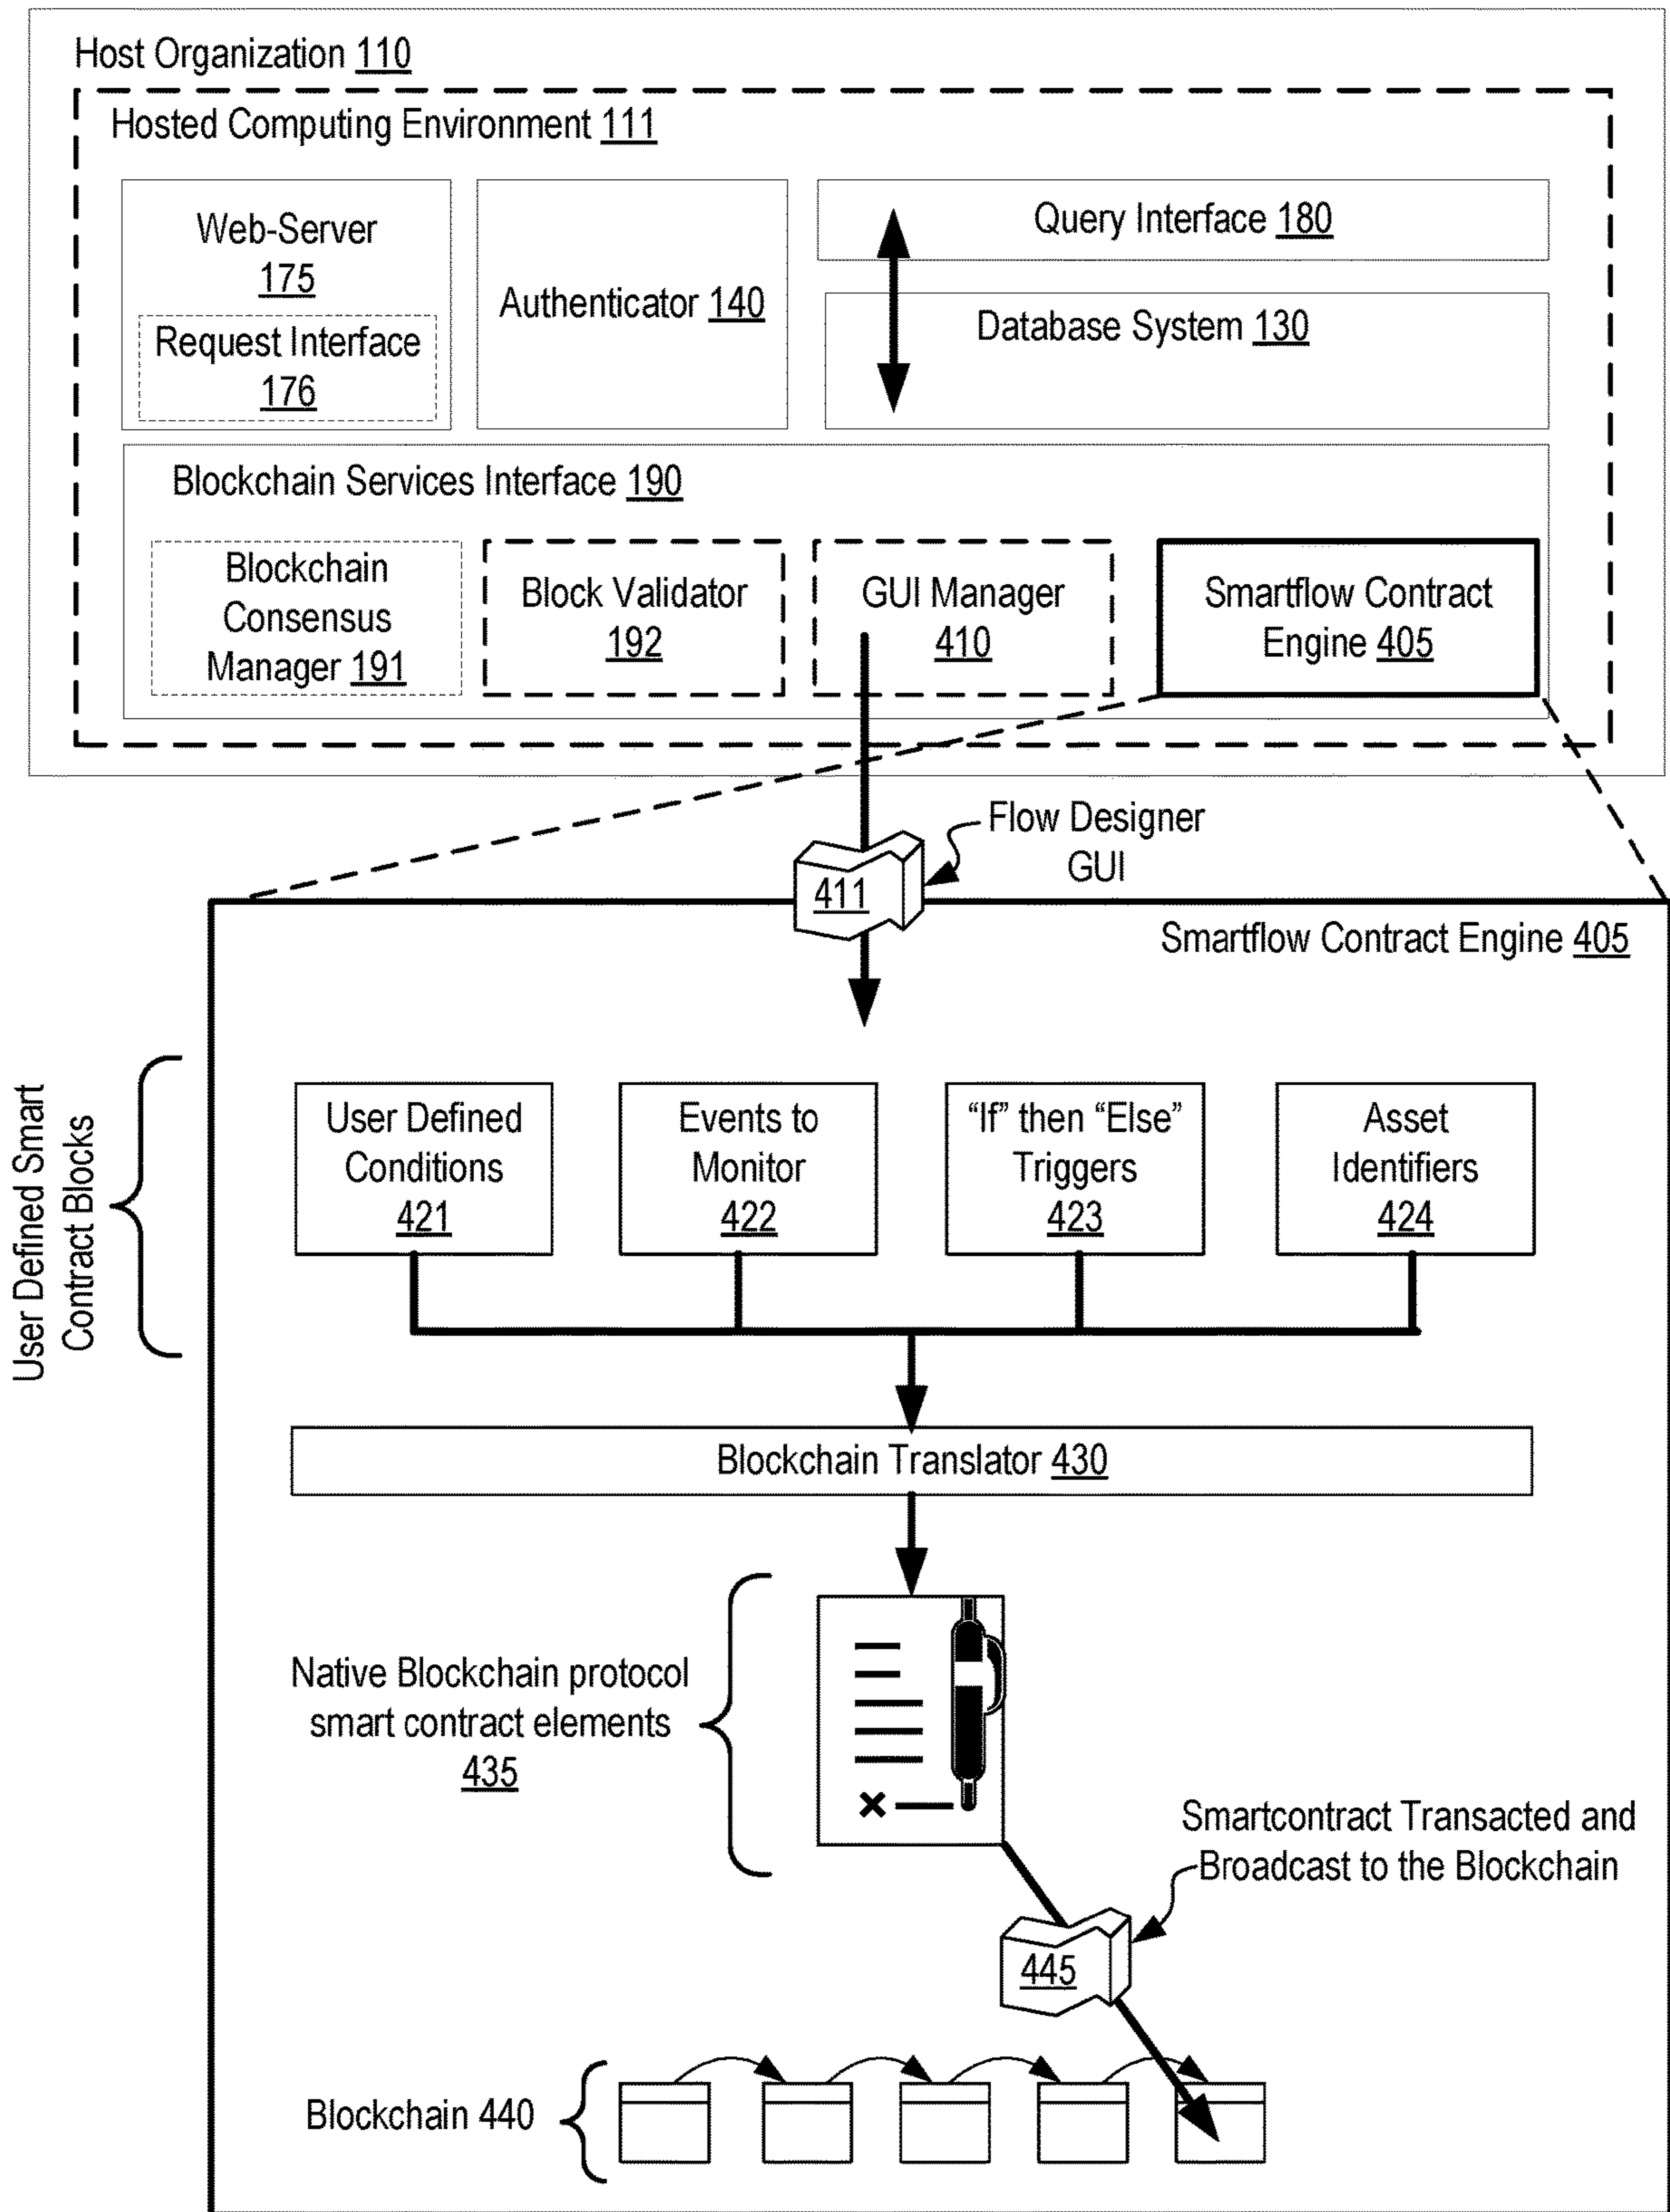 Host Organization 110
Hosted Computing Environment 111
Web-Server
175
Request Interface
176
Authenticator 140
Query Interface 180
Database System 130
Blockchain Services Interface 190
Blockchain
Consensus
Manager 191
Block Validator
192
GUI Manager
410
Smartflow Contract
Engine 405
Flow Designer
GUI
411
Smartflow Contract Engine 405
User Defined Smart
Contract Blocks
User Defined
Conditions
421
Events to
Monitor
422
“If” then “Else”
Triggers
423
Asset
Identifiers
424
Blockchain Translator 430
Native Blockchain protocol
smart contract elements
435
Smartcontract Transacted and
Broadcast to the Blockchain
445
Blockchain 440